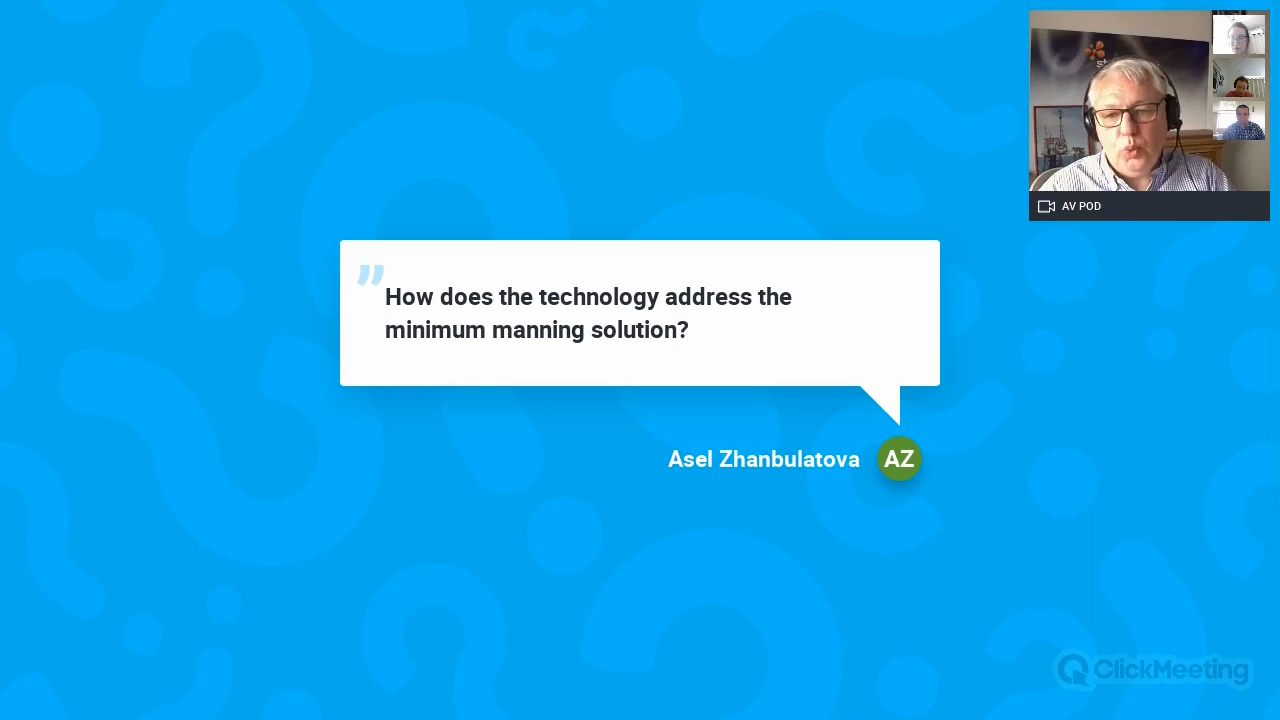 AV POD
”
How does the technology address the
minimum manning solution?
Asel Zhanbulatova AZ
ClickMeeting